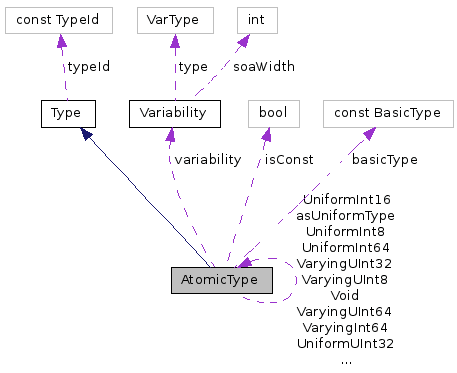 const TypeId
VarType
int
typeId
type
soaWidth
Type
Variability
bool
const BasicType
variability
isConst
basicType
UniformInt16
asUniformType
UniformInt8
UniformInt64
VaryingUInt32
VaryingUInt8
Void
VaryingUInt64
VaryingInt64
UniformUInt32
...
AtomicType